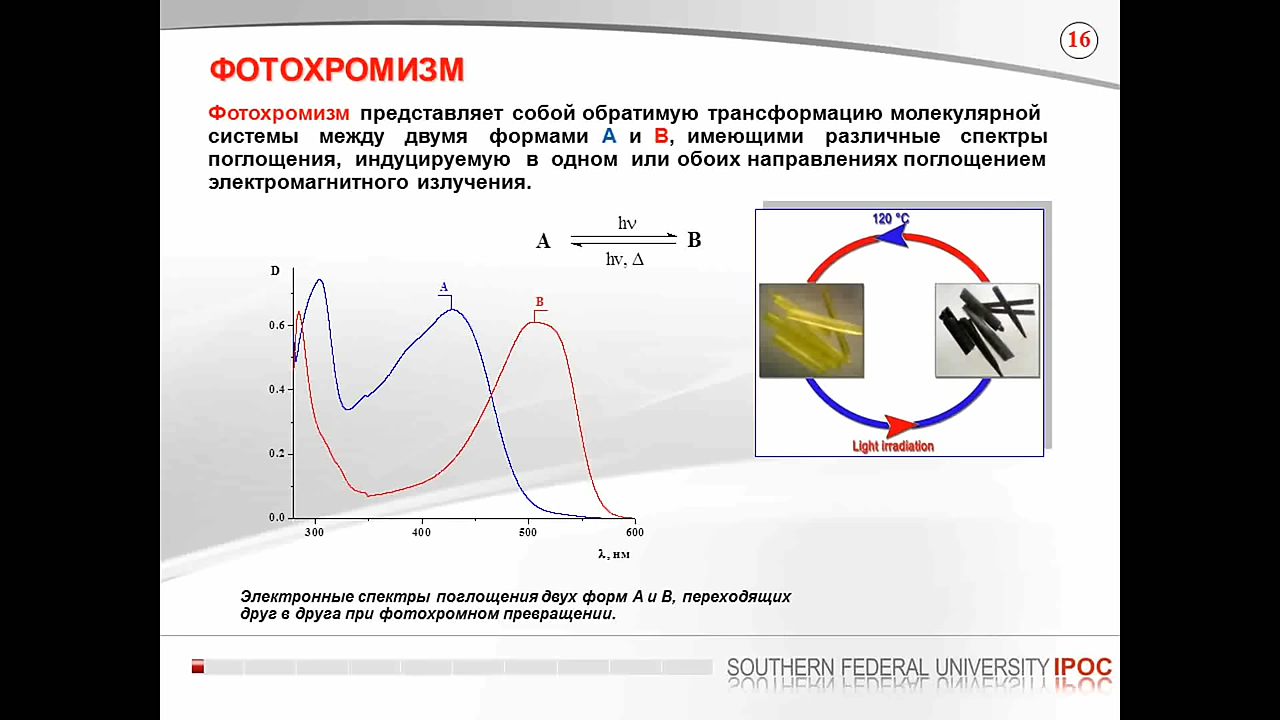 16
ФОТОХРОМИЗМ
Фотохромизм представляет собой обратимую трансформацию молекулярной
системы между двумя формами А и В, имеющими различные спектры
поглощения, индуцируемую в одном или обоих направлениях поглощением
электромагнитного излучения.
A hν B
hν, Δ
120 °C
Light irradiation
D
A
B
0.6
0.4
0.2
0.0
300 400 500 600
λ, нм
Электронные спектры поглощения двух форм А и В, переходящих
друг в друга при фотохромном превращении.
SOUTHERN FEDERAL UNIVERSITY IPOC